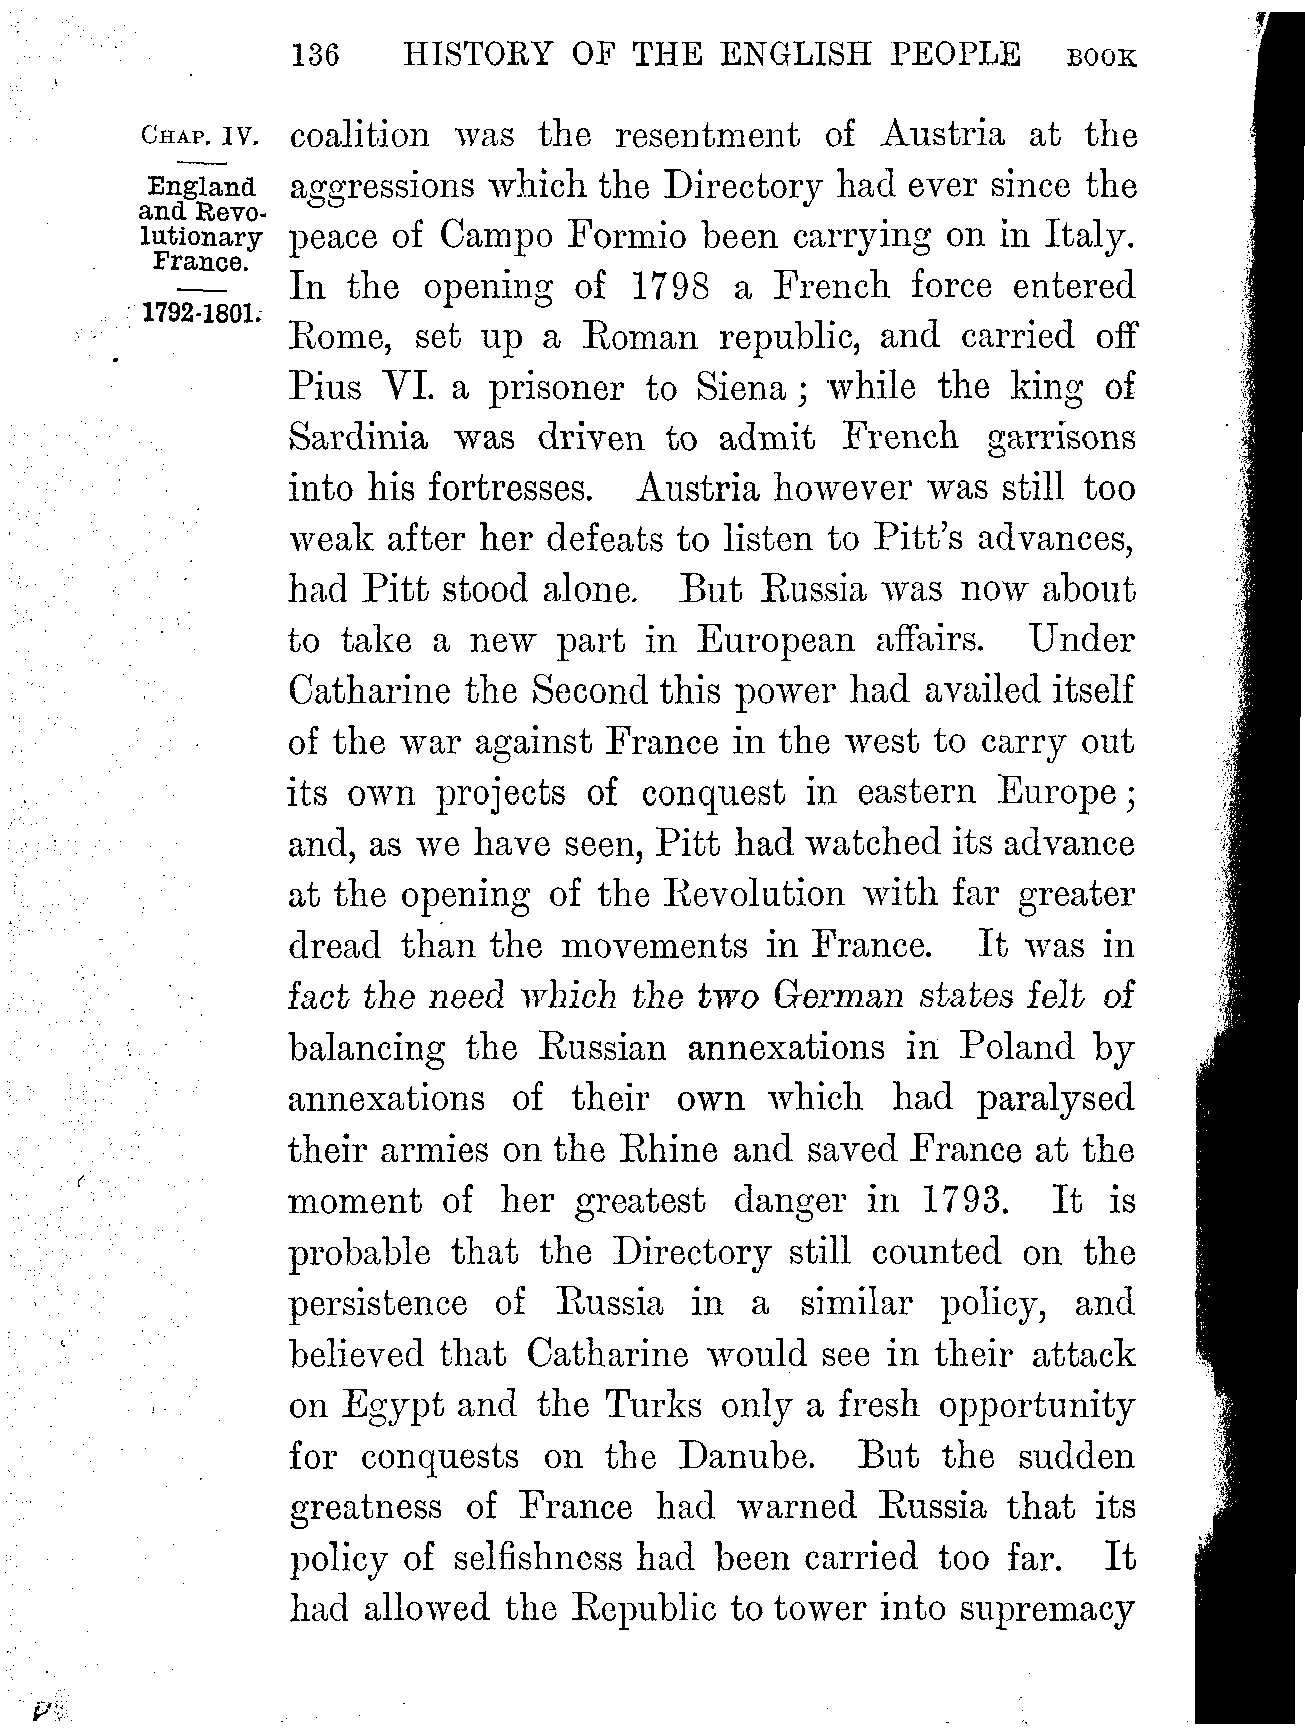 136 HISTORY OF THE ENGLISH PEOPLE BOOK
CHAP. IV.
England
and Revo-
lutionary
France.
1792-1801.
coalition was the resentment of Austria at the
aggressions which the Directory had ever since the
peace of Campo Formio been carrying on in Italy.
In the opening of 1798 a French force entered
Rome, set up a Roman republic, and carried off
Pius VI. a prisoner to Siena ; while the king of
Sardinia was driven to admit French garrisons
into his fortresses. Austria however was still too
weak after her defeats to listen to Pitt's advances,
had Pitt stood alone. But Russia was now about
to take a new part in European affairs. Under
Catharine the Second this power had availed itself
of the war against France in the west to carry out
its own projects of conquest in eastern Europe ;
and, as we have seen, Pitt had watched its advance
at the opening of the Revolution with far greater
dread than the movements in France. It was in
fact the need which the two German states felt of
balancing the Russian annexations in Poland by
annexations of their own which had paralysed
their armies on the Rhine and saved France at the
moment of her greatest danger in 1793. It is
probable that the Directory still counted on the
persistence of Russia in a similar policy, and
believed that Catharine would see in their attack
on Egypt and the Turks only a fresh opportunity
for conquests on the Danube. But the sudden
greatness of France had warned Russia that its
policy of selfishness had been carried too far. It
had allowed the Republic to tower into supremacy